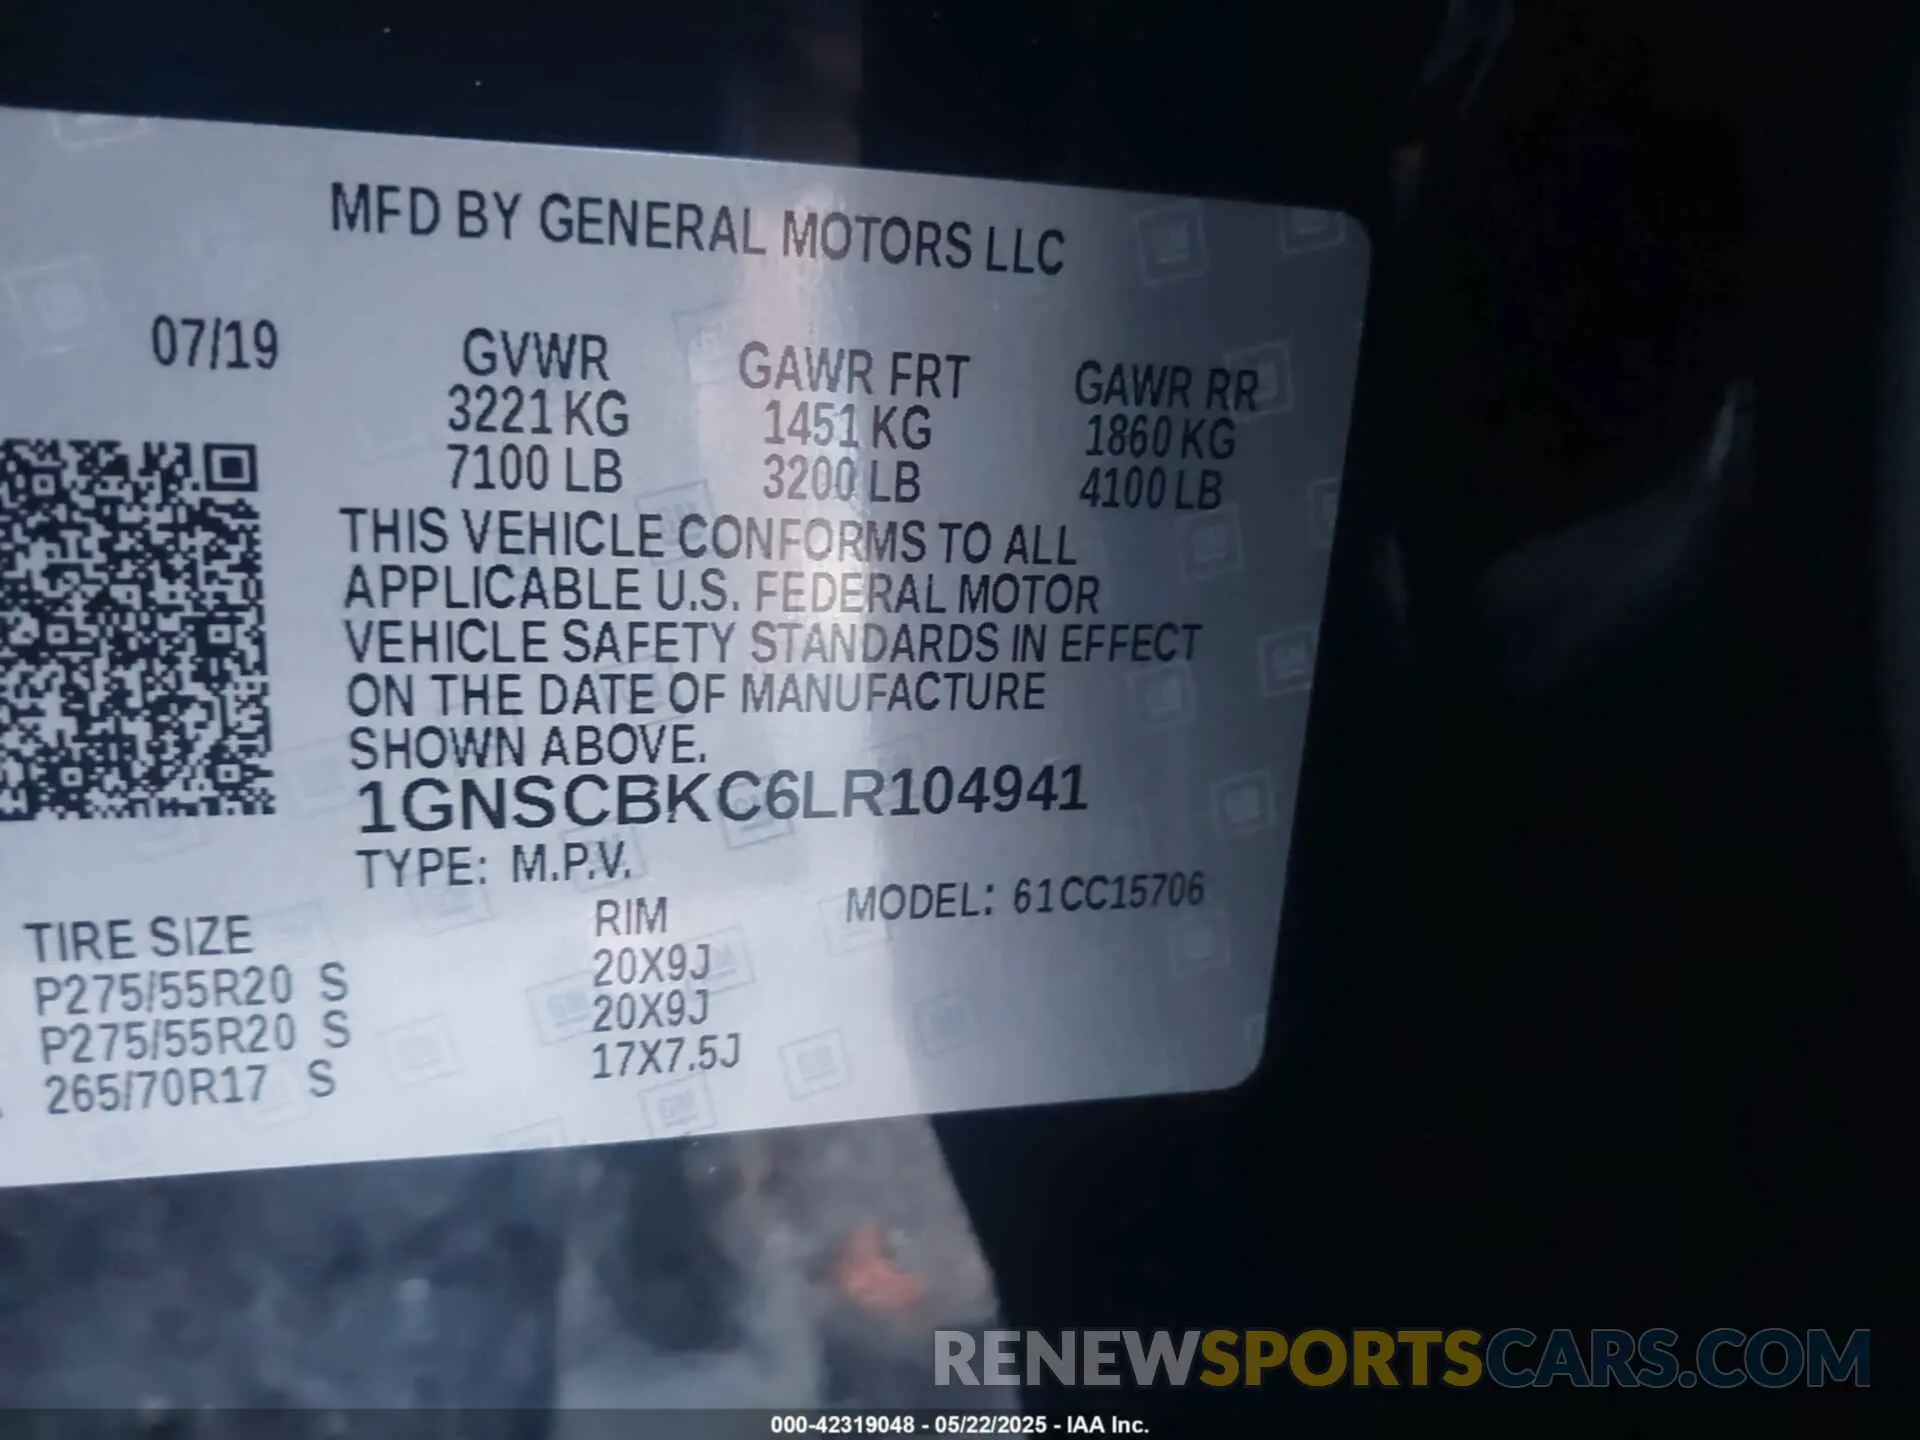 MFD BY GENERAL MOTORS LLC
07/19 GVWR GAWR FRT GAWR RR
3221 KG 1451 KG 1860 KG
7100 LB 3200 LB 4100 LB
THIS VEHICLE CONFORMS TO ALL
APPLICABLE U.S. FEDERAL MOTOR
VEHICLE SAFETY STANDARDS IN EFFECT
ON THE DATE OF MANUFACTURE
SHOWN ABOVE.
1GNSCBKC6LR104941
TYPE: M.P.V.
MODEL: 61CC15706
TIRE SIZE RIM
P275/55R20 S 20X9J
P275/55R20 S 20X9J
265/70R17 S 17X7.5J
RENEWSPORTSCARS.COM
000-42319048 - 05/22/2025 - IAA Inc.